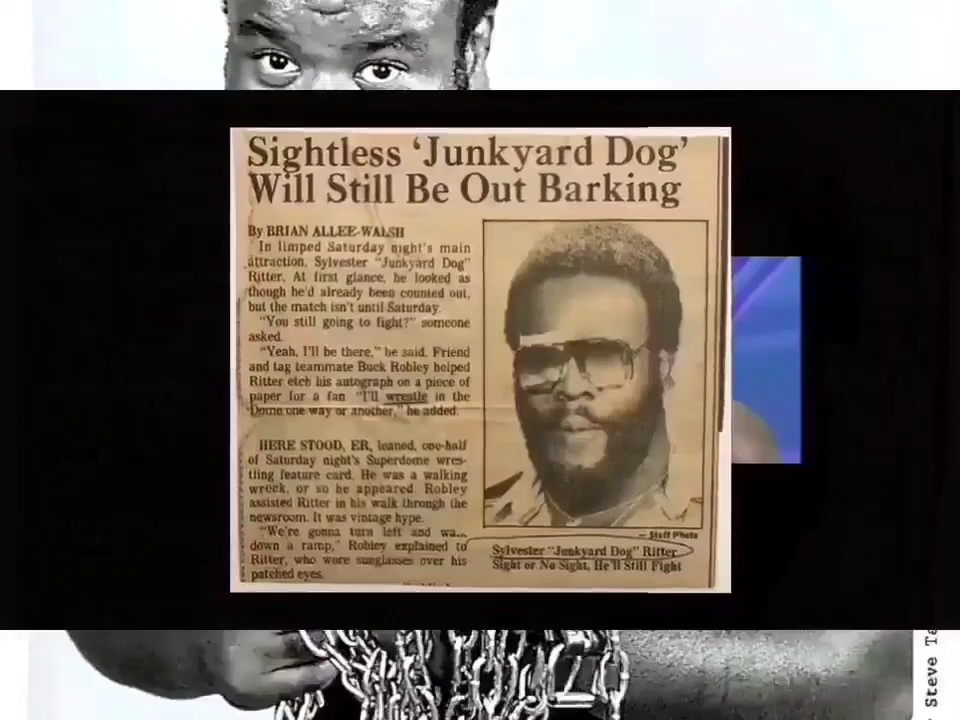 Sightless 'Junkyard Dog'
Will Still Be Out Barking
By BRIAN ALLEE-WALSH
In limped Saturday night's main
attraction, Sylvester "Junkyard Dog"
Ritter. At first glance, he looked as
though he'd already been counted out,
but the match isn't until Saturday.
"You still going to fight?" someone
asked.
"Yeah, I'll be there," he said. Friend
and tag teammate Buck Robley helped
Ritter etch his autograph on a piece of
paper for a fan "I'll wrestle in the
Dome one way or another," he added.
HERE STOOD, ER, leaned, one-half
of Saturday night's Superdome wres-
tling feature card. He was a walking
wreck, or so he appeared. Robley
assisted Ritter in his walk through the
newsroom. It was vintage hype.
"We're gonna turn left and wa...
down a ramp," Robley explained to
Ritter, who wore sunglasses over his
patched eyes.
— Staff Photo
Sylvester "Junkyard Dog" Ritter
Sight or No Sight, He'll Still Fight
Steve